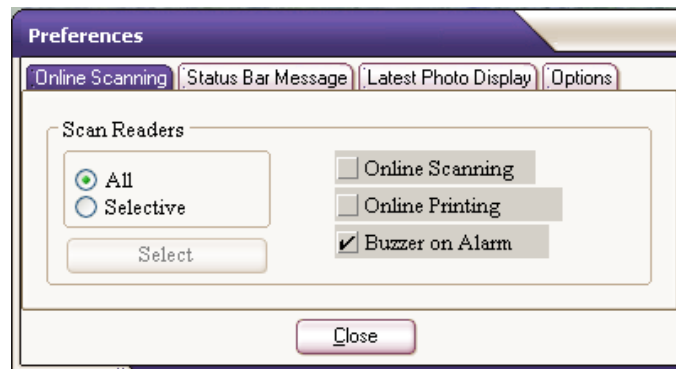 Preferences
Online Scanning Status Bar Message Latest Photo Display Options
Scan Readers
All
Selective
Select
Online Scanning
Online Printing
Buzzer on Alarm
Close